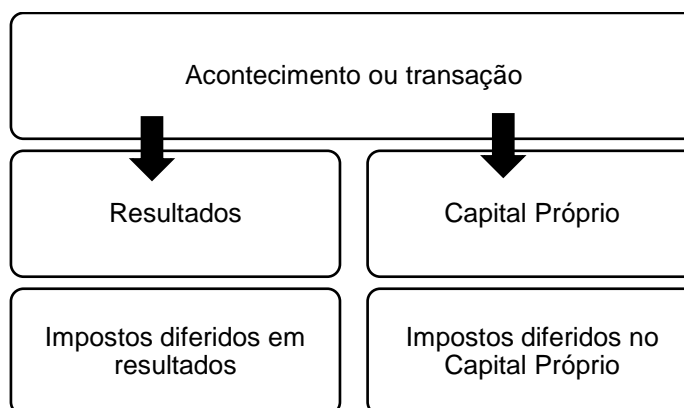 Acontecimento ou transação
Resultados
Capital Próprio
Impostos diferidos em
resultados
Impostos diferidos no
Capital Próprio